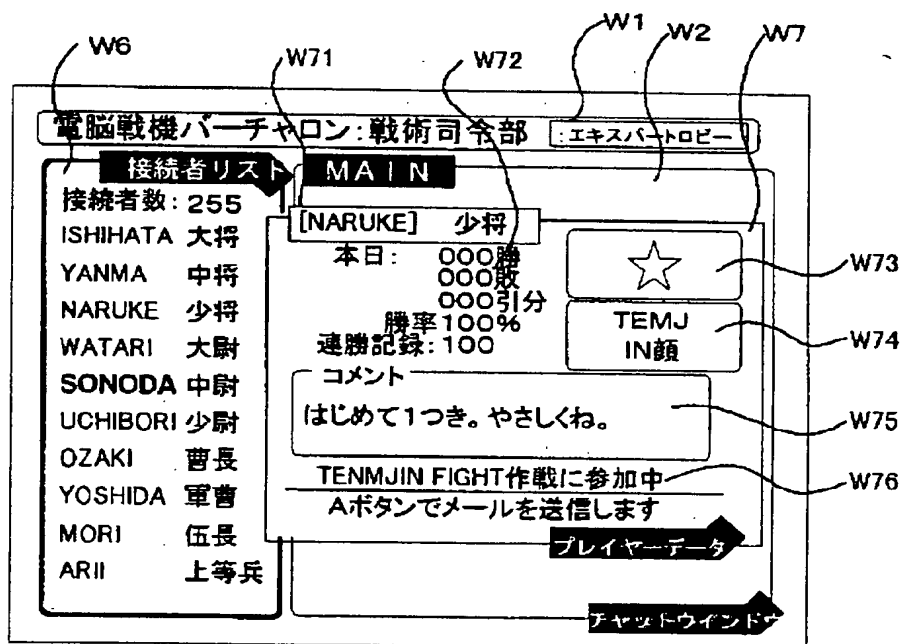 W6
W71
W72
W1
W2
W7
電脳戦機バーチャロン:戦術司令部
:エキスパートロビー
接続者リスト
接続者数:255
ISHIHATA 大将
YANMA 中将
NARUKE 少将
WATARI 大尉
SONODA 中尉
UCHIBORI 少尉
OZAKI 曹長
YOSHIDA 軍曹
MORI 伍長
ARII 上等兵
MAIN
[NARUKE] 少将
本日: 000勝
000敗
000引分
勝率100%
連勝記録:100
☆
W73
TEMJ
IN顔
W74
コメント
はじめて1つき。やさしくね。
W75
TENMJIN FIGHT作戦に参加中
W76
Aボタンでメールを送信します
プレイヤーデータ
チャットウインドウ